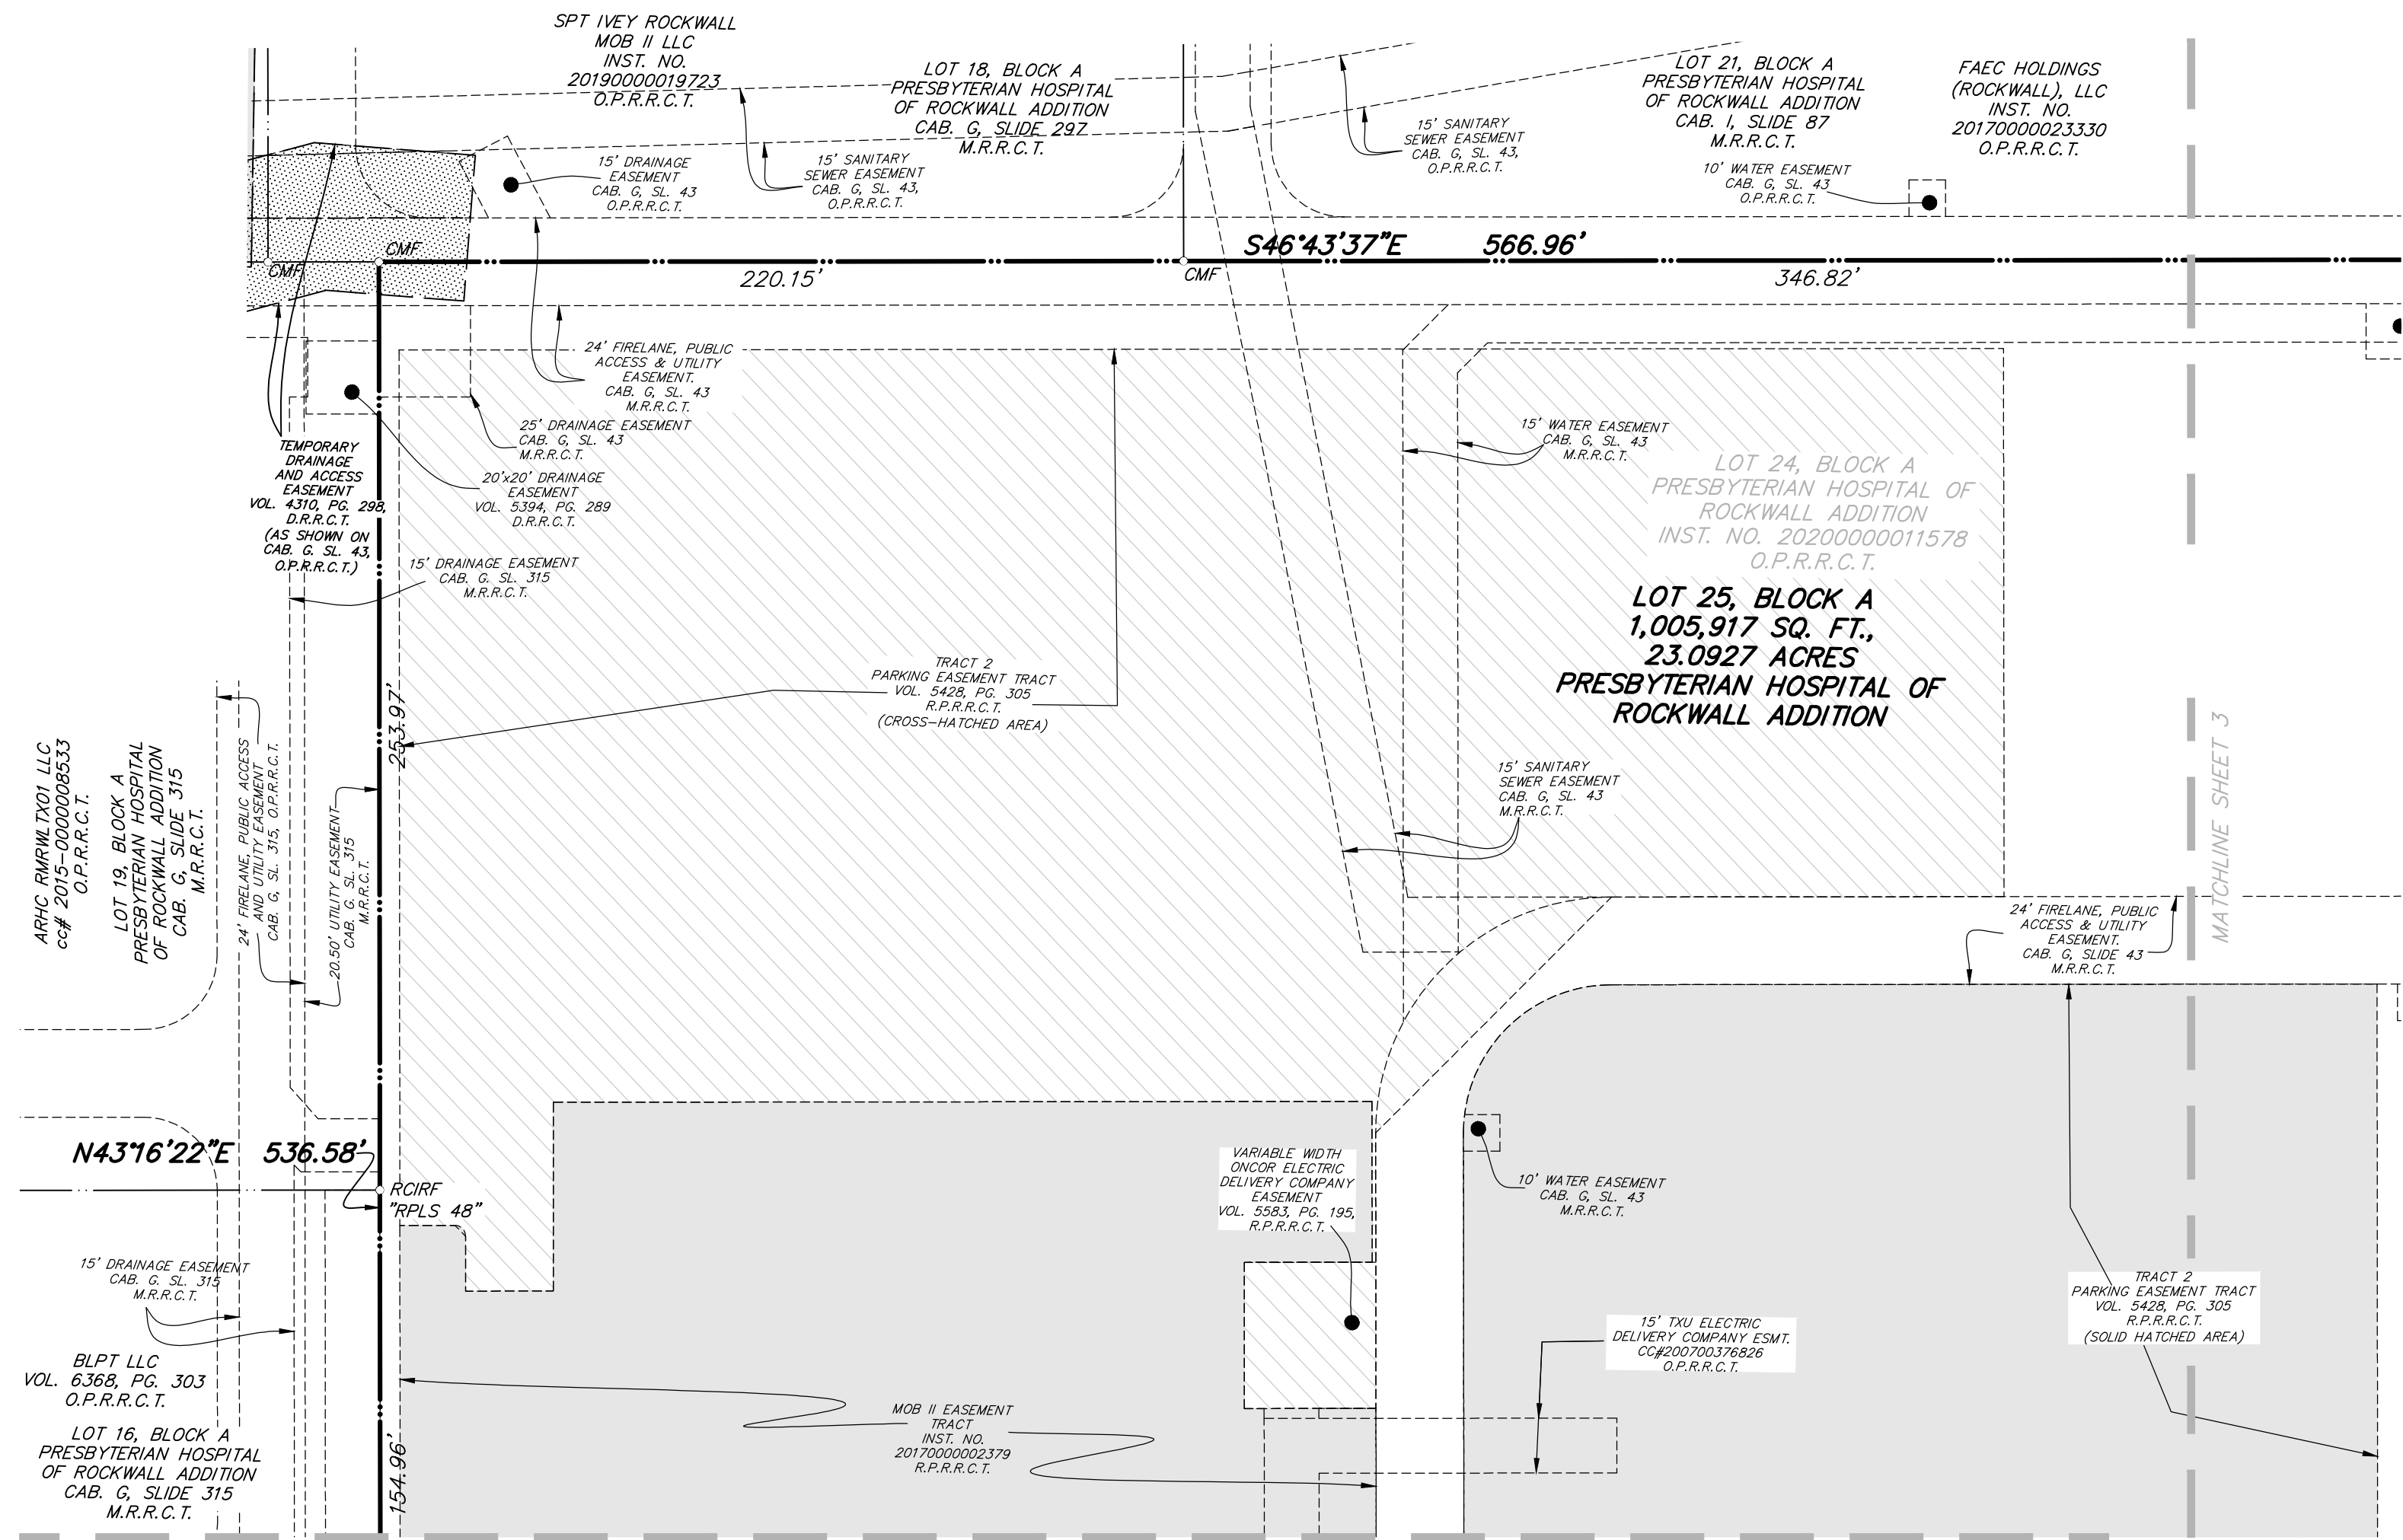 SPT IVEY ROCKWALL
MOB II LLC
INST. NO.
20190000019723
O.P.R.R.C.T.
LOT 18, BLOCK A
PRESBYTERIAN HOSPITAL
OF ROCKWALL ADDITION
CAB. G, SLIDE 297
M.R.R.C.T.
LOT 21, BLOCK A
PRESBYTERIAN HOSPITAL
OF ROCKWALL ADDITION
CAB. I, SLIDE 87
M.R.R.C.T.
FAEC HOLDINGS
(ROCKWALL), LLC
INST. NO.
20170000023330
O.P.R.R.C.T.
15' DRAINAGE
EASEMENT
CAB. G, SL. 43
O.P.R.R.C.T.
15' SANITARY
SEWER EASEMENT
CAB. G, SL. 43,
O.P.R.R.C.T.
15' SANITARY
SEWER EASEMENT
CAB. G, SL. 43,
O.P.R.R.C.T.
10' WATER EASEMENT
CAB. G, SL. 43
O.P.R.R.C.T.
CMF
CMF
S46°43'37"E 566.96'
220.15'
CMF
346.82'
24' FIRELANE, PUBLIC
ACCESS & UTILITY
EASEMENT.
CAB. G, SL. 43
M.R.R.C.T.
25' DRAINAGE EASEMENT
CAB. G, SL. 43
M.R.R.C.T.
20'x20' DRAINAGE
EASEMENT
VOL. 5394, PG. 289
D.R.R.C.T.
TEMPORARY
DRAINAGE
AND ACCESS
EASEMENT
VOL. 4310, PG. 298,
D.R.R.C.T.
(AS SHOWN ON
CAB. G. SL. 43,
O.P.R.R.C.T.)
15' DRAINAGE EASEMENT
CAB. G. SL. 315
M.R.R.C.T.
15' WATER EASEMENT
CAB. G, SL. 43
M.R.R.C.T.
LOT 24, BLOCK A
PRESBYTERIAN HOSPITAL OF
ROCKWALL ADDITION
INST. NO. 20200000011578
O.P.R.R.C.T.
LOT 25, BLOCK A
1,005,917 SQ. FT.,
23.0927 ACRES
PRESBYTERIAN HOSPITAL OF
ROCKWALL ADDITION
TRACT 2
PARKING EASEMENT TRACT
VOL. 5428, PG. 305
R.P.R.R.C.T.
(CROSS-HATCHED AREA)
253.97'
ARHC RMRWLTX01 LLC
cc# 2015-0000008533
O.P.R.R.C.T.
LOT 19, BLOCK A
PRESBYTERIAN HOSPITAL
OF ROCKWALL ADDITION
CAB. G, SLIDE 315
M.R.R.C.T.
24' FIRELANE, PUBLIC ACCESS
AND UTILITY EASEMENT
CAB. G, SL. 315, O.P.R.R.C.T.
20.50' UTILITY EASEMENT
CAB. G. SL. 315
M.R.R.C.T.
15' SANITARY
SEWER EASEMENT
CAB. G, SL. 43
M.R.R.C.T.
MATCHLINE SHEET 3
24' FIRELANE, PUBLIC
ACCESS & UTILITY
EASEMENT.
CAB. G, SLIDE 43
M.R.R.C.T.
N43°16'22"E 536.58'
RCIRF
"RPLS 48"
VARIABLE WIDTH
ONCOR ELECTRIC
DELIVERY COMPANY
EASEMENT
VOL. 5583, PG. 195,
R.P.R.R.C.T.
10' WATER EASEMENT
CAB. G, SL. 43
M.R.R.C.T.
15' DRAINAGE EASEMENT
CAB. G. SL. 315
M.R.R.C.T.
TRACT 2
PARKING EASEMENT TRACT
VOL. 5428, PG. 305
R.P.R.R.C.T.
(SOLID HATCHED AREA)
15' TXU ELECTRIC
DELIVERY COMPANY ESMT.
CC#200700376826
O.P.R.R.C.T.
BLPT LLC
VOL. 6368, PG. 303
O.P.R.R.C.T.
MOB II EASEMENT
TRACT
INST. NO.
20170000002379
R.P.R.R.C.T.
LOT 16, BLOCK A
PRESBYTERIAN HOSPITAL
OF ROCKWALL ADDITION
CAB. G, SLIDE 315
M.R.R.C.T.
154.96'